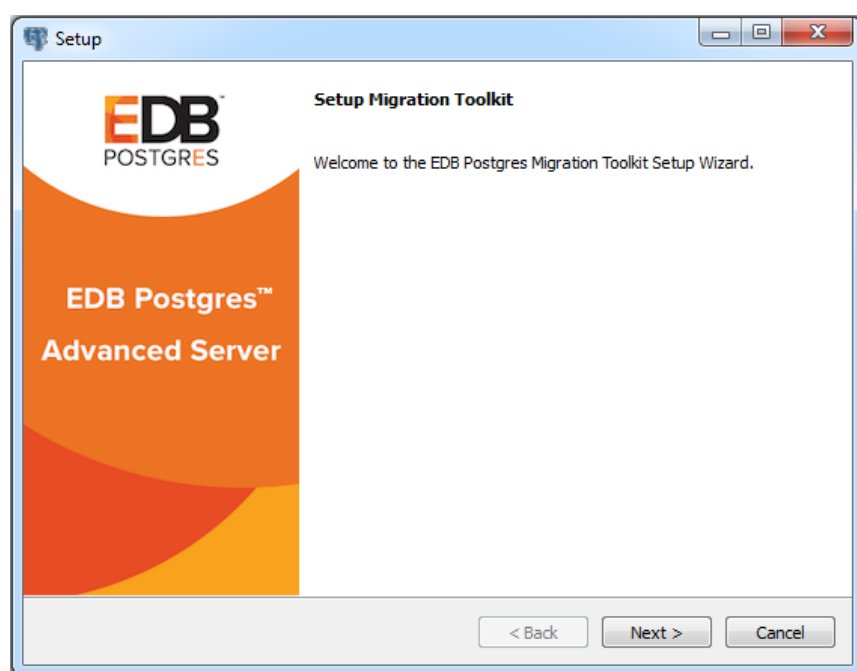 Setup
EDB
POSTGRES
EDB Postgres™
Advanced Server
Setup Migration Toolkit
Welcome to the EDB Postgres Migration Toolkit Setup Wizard.
< Back
Next >
Cancel